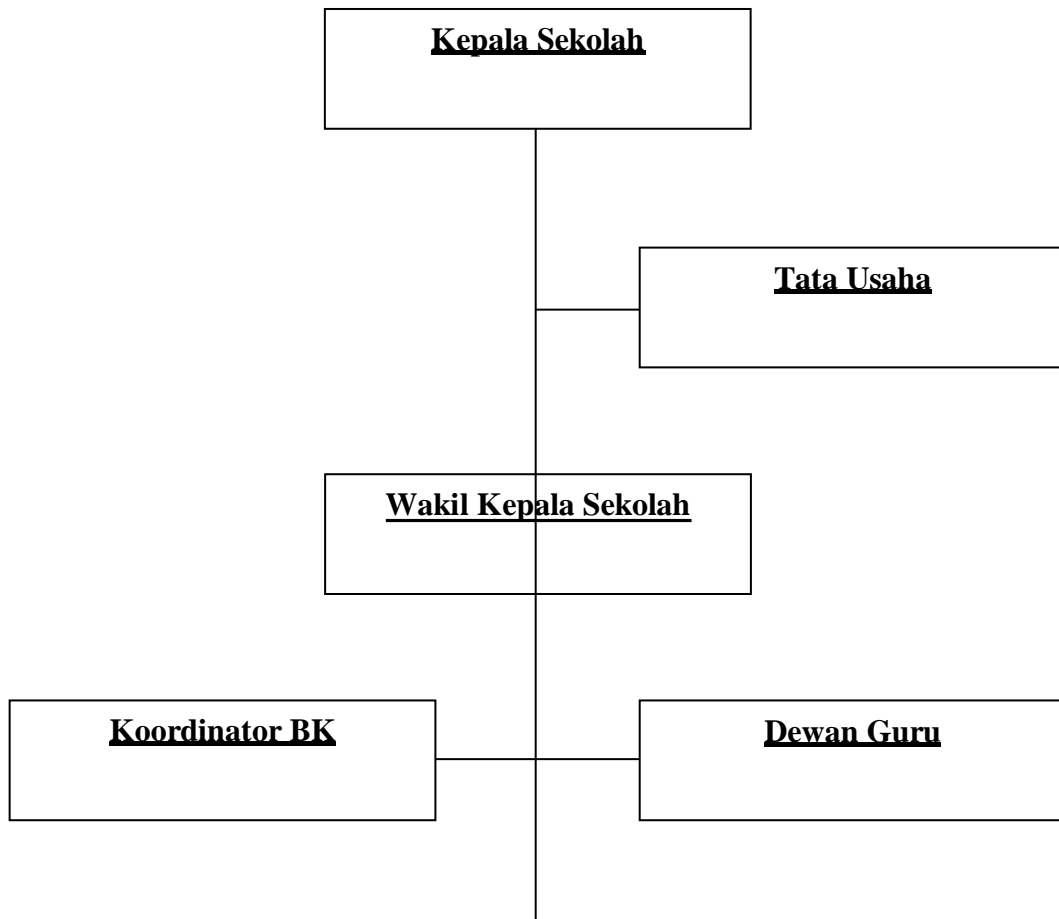 Kepala Sekolah
Tata Usaha
Wakil Kepala Sekolah
Koordinator BK
Dewan Guru